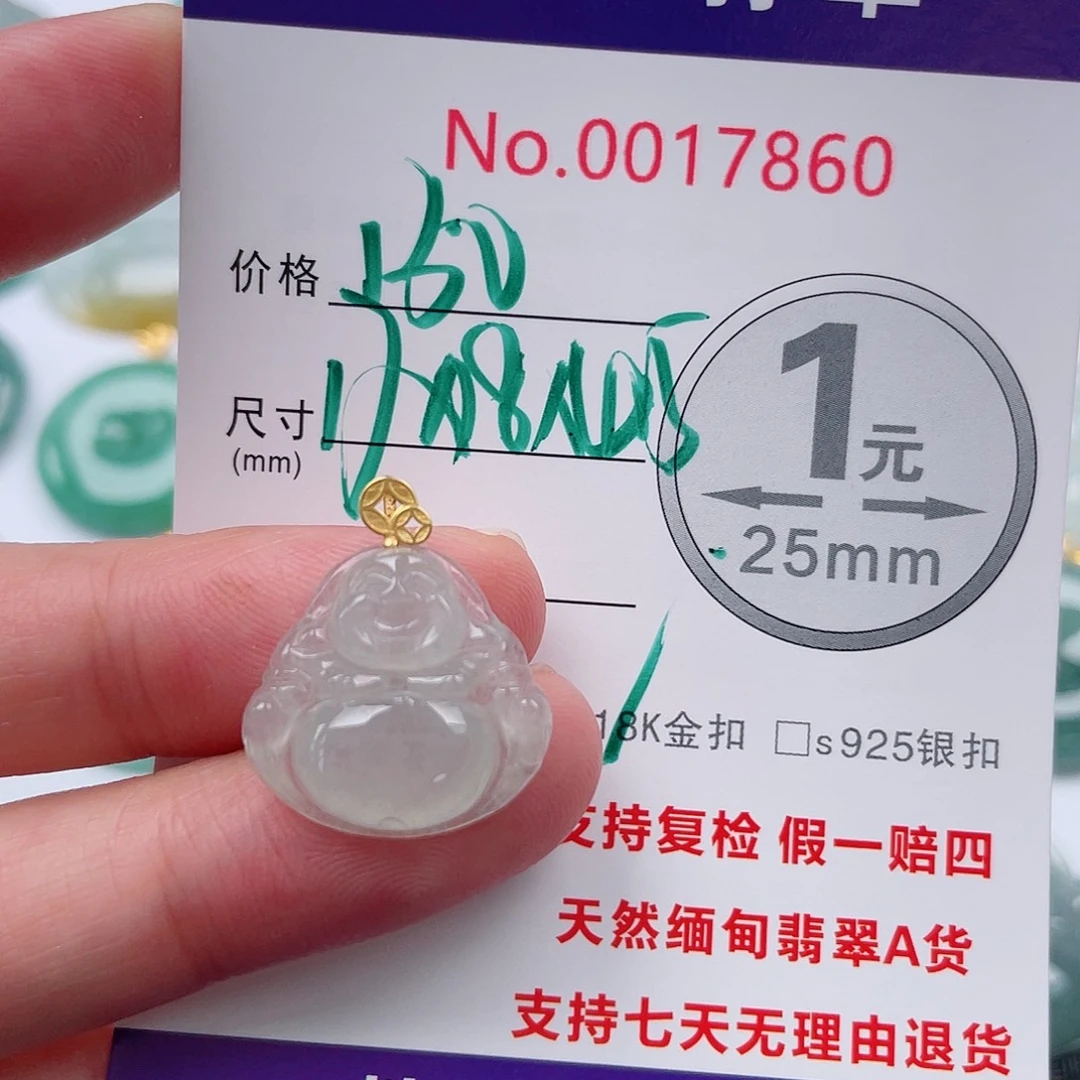 No.0017860
价格 160
尺寸
(mm)
1元
25mm
18K金扣 □s925银扣
支持复检 假一赔四
天然缅甸翡翠A货
支持七天无理由退货